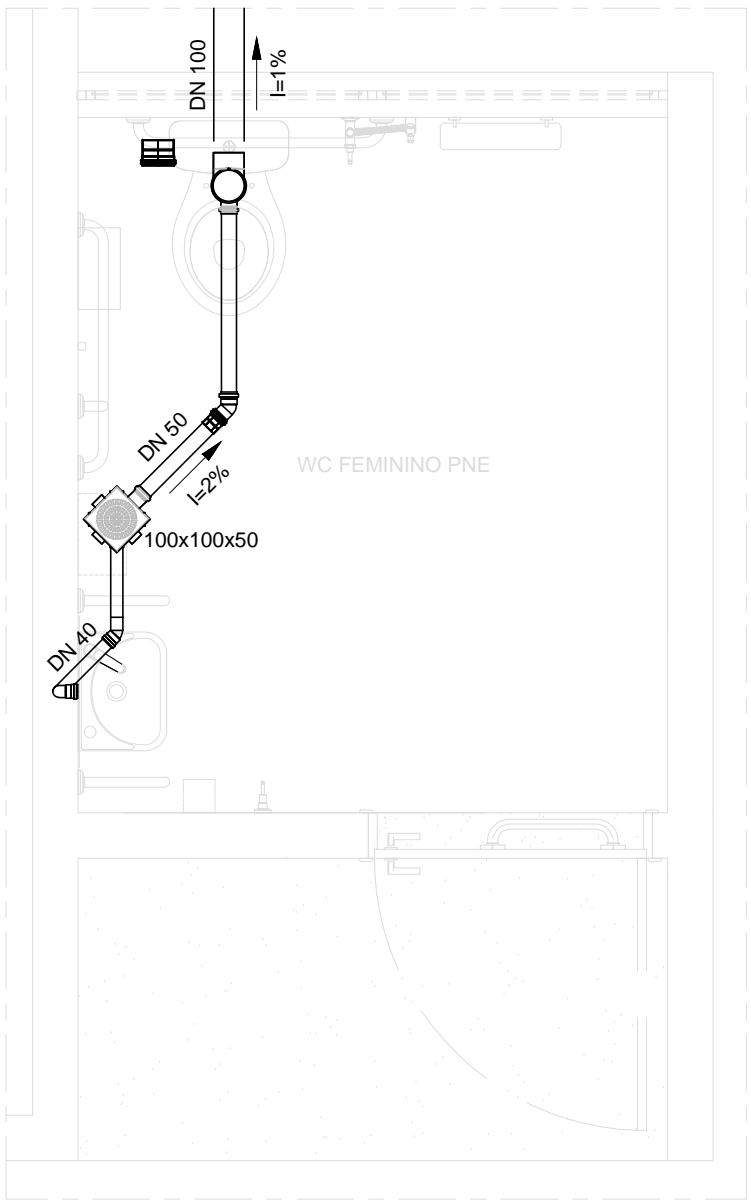 DN 100
I=1%
DN 50
I=2%
WC FEMININO PNE
100x100x50
DN 40